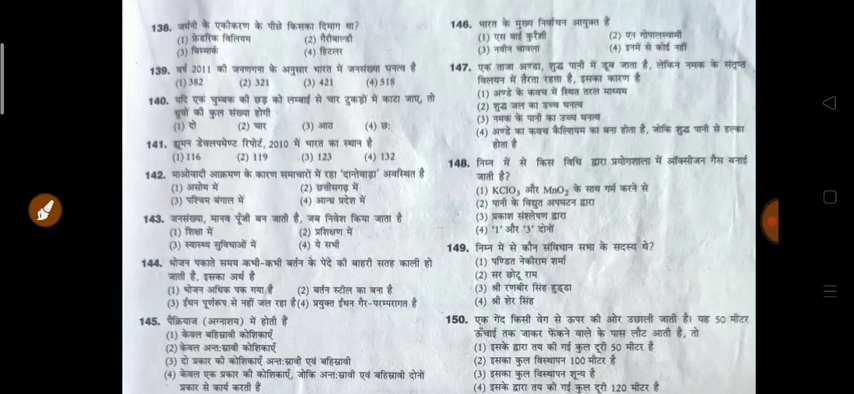 138. जर्मनी के एकीकरण के पीछे किसका दिमाग था?
(1) फ्रेडरिक विलियम (2) गैरीबाल्डी
(3) बिस्मार्क (4) हिटलर
139. वर्ष 2011 की जनगणना के अनुसार भारत में जनसंख्या घनत्व है
(1) 382 (2) 321 (3) 421 (4) 518
140. यदि एक चुम्बक की छड़ को लम्बाई से चार टुकड़ों में काटा जाए, तो
ध्रुवों की कुल संख्या होगी
(1) दो (2) चार (3) आठ (4) छः
141. ह्यूमन डेवलपमेण्ट रिपोर्ट, 2010 में भारत का स्थान है
(1) 116 (2) 119 (3) 123 (4) 132
142. माओवादी आक्रमण के कारण समाचारों में रहा 'दान्तेवाड़ा' अवस्थित है
(1) असोम में (2) छत्तीसगढ़ में
(3) पश्चिम बंगाल में (4) आन्ध्र प्रदेश में
143. जनसंख्या, मानव पूँजी बन जाती है, जब निवेश किया जाता है
(1) शिक्षा में (2) प्रशिक्षण में
(3) स्वास्थ्य सुविधाओं में (4) ये सभी
144. भोजन पकाते समय कभी-कभी बर्तन के पेंदे की बाहरी सतह काली हो
जाती है, इसका अर्थ है
(1) भोजन अधिक पक गया है (2) बर्तन स्टील का बना है
(3) ईंधन पूर्णरूप से नहीं जल रहा है (4) प्रयुक्त ईंधन गैर-परम्परागत है
145. पैंक्रियाज (अग्नाशय) में होती हैं
(1) केवल बहिस्रावी कोशिकाएँ
(2) केवल अन्तःस्रावी कोशिकाएँ
(3) दो प्रकार की कोशिकाएँ अन्तःस्रावी एवं बहिस्रावी
(4) केवल एक प्रकार की कोशिकाएँ, जोकि अन्तःस्रावी एवं बहिस्रावी दोनों
प्रकार से कार्य करती हैं
146. भारत के मुख्य निर्वाचन आयुक्त हैं
(1) एस वाई कुरैशी (2) एन गोपालस्वामी
(3) नवीन चावला (4) इनमें से कोई नहीं
147. एक ताजा अण्डा, शुद्ध पानी में डूब जाता है, लेकिन नमक के संतृप्त
विलयन में तैरता रहता है, इसका कारण है
(1) अण्डे के कवच में स्थित तरल माध्यम
(2) शुद्ध जल का उच्च घनत्व
(3) नमक के पानी का उच्च घनत्व
(4) अण्डे का कवच कैल्शियम का बना होता है, जोकि शुद्ध पानी से हल्का
होता है
148. निम्न में से किस विधि द्वारा प्रयोगशाला में ऑक्सीजन गैस बनाई
जाती है?
(1) KClO₃ और MnO₂ के साथ गर्म करने से
(2) पानी के विद्युत अपघटन द्वारा
(3) प्रकाश संश्लेषण द्वारा
(4) '1' और '3' दोनों
149. निम्न में से कौन संविधान सभा के सदस्य थे?
(1) पण्डित नेकीराम शर्मा
(2) सर छोटू राम
(3) श्री रणबीर सिंह हुड्डा
(4) श्री शेर सिंह
150. एक गेंद किसी वेग से ऊपर की ओर उछाली जाती है। यह 50 मीटर
ऊँचाई तक जाकर फेंकने वाले के पास लौट आती है, तो
(1) इसके द्वारा तय की गई कुल दूरी 50 मीटर है
(2) इसका कुल विस्थापन 100 मीटर है
(3) इसका कुल विस्थापन शून्य है
(4) इसके द्वारा तय की गई कुल दूरी 120 मीटर है